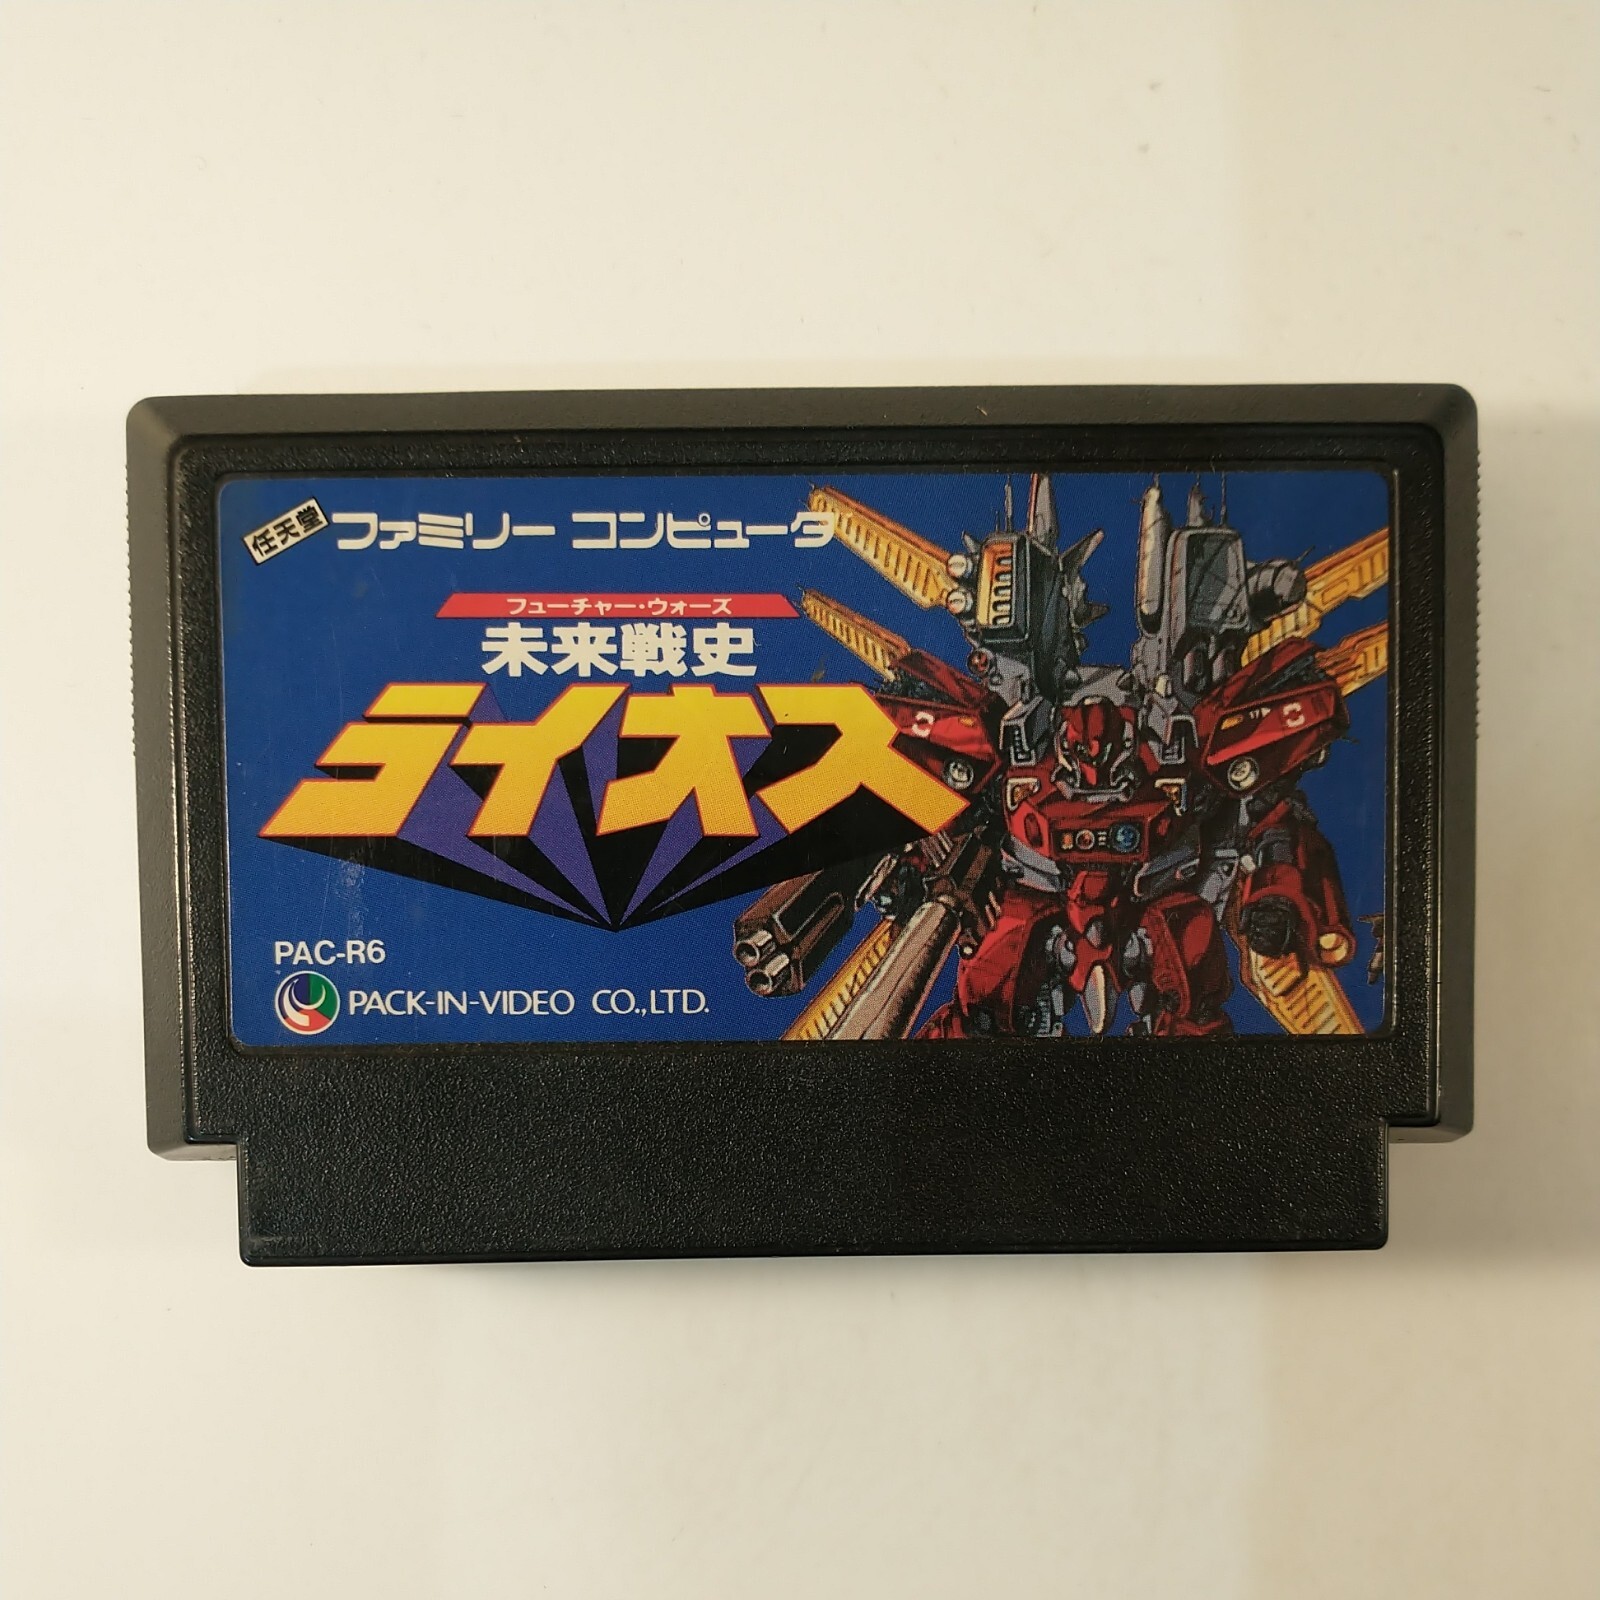 任天堂 ファミリー コンピュータ
フューチャー・ウォーズ
未来戦史
ライオス
PAC-R6
PACK-IN-VIDEO CO.,LTD.
17